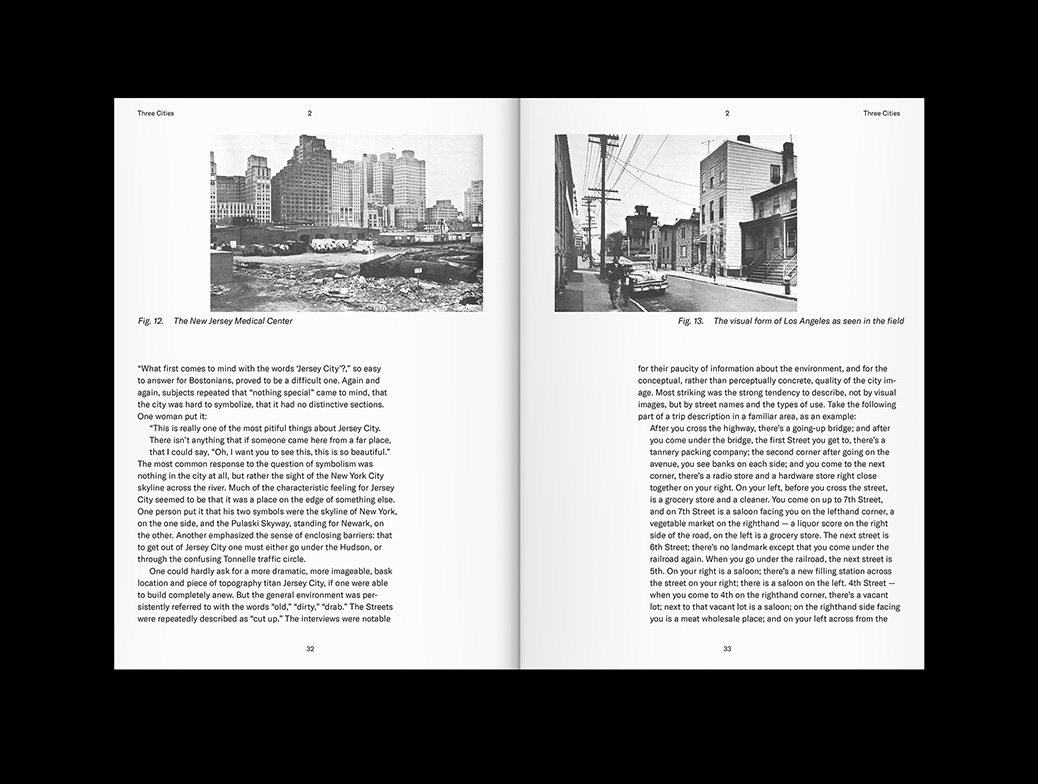 Three Cities
2
Fig. 12. The New Jersey Medical Center
“What first comes to mind with the words ‘Jersey City’?,” so easy
to answer for Bostonians, proved to be a difficult one. Again and
again, subjects repeated that “nothing special” came to mind, that
the city was hard to symbolize, that it had no distinctive sections.
One woman put it:
“This is really one of the most pitiful things about Jersey City.
There isn’t anything that if someone came here from a far place,
that I could say, “Oh, I want you to see this, this is so beautiful.”
The most common response to the question of symbolism was
nothing in the city at all, but rather the sight of the New York City
skyline across the river. Much of the characteristic feeling for Jersey
City seemed to be that it was a place on the edge of something else.
One person put it that his two symbols were the skyline of New York,
on the one side, and the Pulaski Skyway, standing for Newark, on
the other. Another emphasized the sense of enclosing barriers: that
to get out of Jersey City one must either go under the Hudson, or
through the confusing Tonnelle traffic circle.
One could hardly ask for a more dramatic, more imageable, bask
location and piece of topography titan Jersey City, if one were able
to build completely anew. But the general environment was per-
sistently referred to with the words “old,” “dirty,” “drab.” The Streets
were repeatedly described as “cut up.” The interviews were notable
32
2
Three Cities
Fig. 13. The visual form of Los Angeles as seen in the field
for their paucity of information about the environment, and for the
conceptual, rather than perceptually concrete, quality of the city im-
age. Most striking was the strong tendency to describe, not by visual
images, but by street names and the types of use. Take the following
part of a trip description in a familiar area, as an example:
After you cross the highway, there’s a going-up bridge; and after
you come under the bridge, the first Street you get to, there’s a
tannery packing company; the second corner after going on the
avenue, you see banks on each side; and you come to the next
corner, there’s a radio store and a hardware store right close
together on your right. On your left, before you cross the street,
is a grocery store and a cleaner. You come on up to 7th Street,
and on 7th Street is a saloon facing you on the lefthand corner, a
vegetable market on the righthand — a liquor score on the right
side of the road, on the left is a grocery store. The next street is
6th Street; there’s no landmark except that you come under the
railroad again. When you go under the railroad, the next street is
5th. On your right is a saloon; there’s a new filling station across
the street on your right; there is a saloon on the left. 4th Street —
when you come to 4th on the righthand corner, there’s a vacant
lot; next to that vacant lot is a saloon; on the righthand side facing
you is a meat wholesale place; and on your left across from the
33